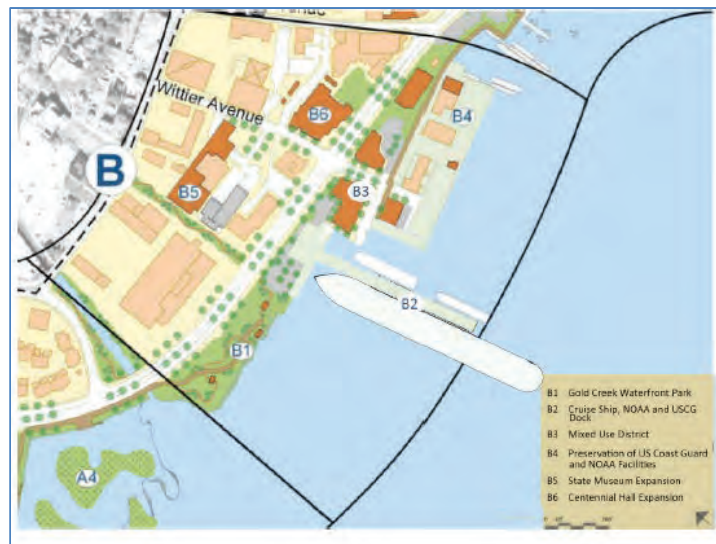 Wittier Avenue
B6
B4
B
B5
B3
B2
B1
A4
B1 Gold Creek Waterfront Park
B2 Cruise Ship, NOAA and USCG
Dock
B3 Mixed Use District
B4 Preservation of US Coast Guard
and NOAA Facilities
B5 State Museum Expansion
B6 Centennial Hall Expansion